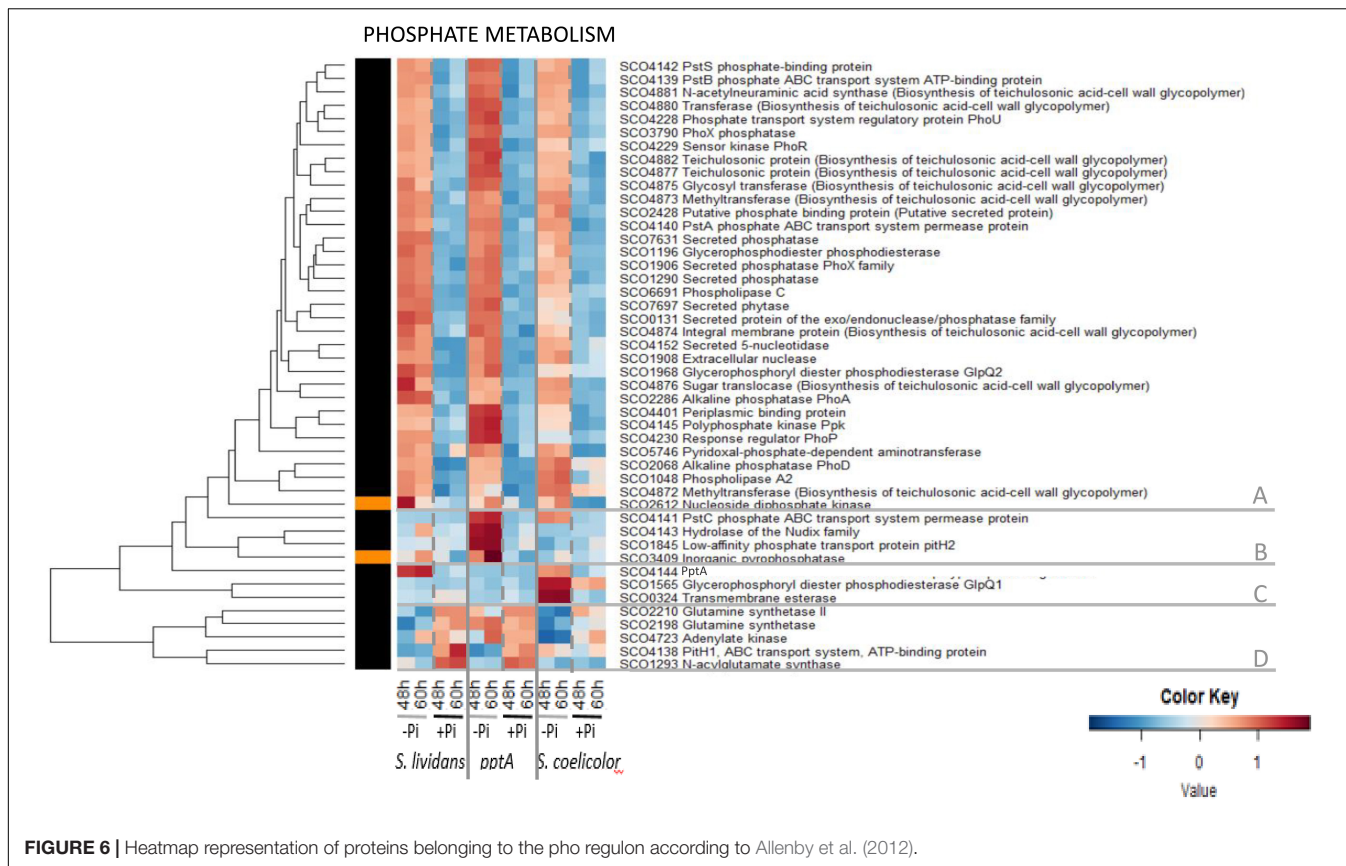 PHOSPHATE METABOLISM
SCO4142 PstS phosphate-binding protein
SCO4139 PstB phosphate ABC transport system ATP-binding protein
SCO4881 N-acetylneuraminic acid synthase (Biosynthesis of teichulosonic acid-cell wall glycopolymer)
SCO4880 Transferase (Biosynthesis of teichulosonic acid-cell wall glycopolymer)
SCO4228 Phosphate transport system regulatory protein PhoU
SCO3790 PhoX phosphatase
SCO4229 Sensor kinase PhoR
SCO4882 Teichulosonic protein (Biosynthesis of teichulosonic acid-cell wall glycopolymer)
SCO4877 Teichulosonic protein (Biosynthesis of teichulosonic acid-cell wall glycopolymer)
SCO4875 Glycosyl transferase (Biosynthesis of teichulosonic acid-cell wall glycopolymer)
SCO4873 Methyltransferase (Biosynthesis of teichulosonic acid-cell wall glycopolymer)
SCO2428 Putative phosphate binding protein (Putative secreted protein)
SCO4140 PstA phosphate ABC transport system permease protein
SCO7631 Secreted phosphatase
SCO1196 Glycerophosphodiester phosphodiesterase
SCO1906 Secreted phosphatase PhoX family
SCO1290 Secreted phosphatase
SCO6691 Phospholipase C
SCO7697 Secreted phytase
SCO0131 Secreted protein of the exo/endonuclease/phosphatase family
SCO4874 Integral membrane protein (Biosynthesis of teichulosonic acid-cell wall glycopolymer)
SCO4152 Secreted 5-nucleotidase
SCO1908 Extracellular nuclease
SCO1968 Glycerophosphoryl diester phosphodiesterase GlpQ2
SCO4876 Sugar translocase (Biosynthesis of teichulosonic acid-cell wall glycopolymer)
SCO2286 Alkaline phosphatase PhoA
SCO4401 Periplasmic binding protein
SCO4145 Polyphosphate kinase Ppk
SCO4230 Response regulator PhoP
SCO5746 Pyridoxal-phosphate-dependent aminotransferase
SCO2068 Alkaline phosphatase PhoD
SCO1048 Phospholipase A2
SCO4872 Methyltransferase (Biosynthesis of teichulosonic acid-cell wall glycopolymer)
SCO2612 Nucleoside diphosphate kinase
A
SCO4141 PstC phosphate ABC transport system permease protein
SCO4143 Hydrolase of the Nudix family
SCO1845 Low-affinity phosphate transport protein pitH2
SCO3409 Inorganic pyrophosphatase
B
SCO4144 PptA
SCO1565 Glycerophosphoryl diester phosphodiesterase GlpQ1
SCO0324 Transmembrane esterase
C
SCO2210 Glutamine synthetase II
SCO2198 Glutamine synthetase
SCO4723 Adenylate kinase
SCO4138 PitH1, ABC transport system, ATP-binding protein
SCO1293 N-acylglutamate synthase
D
48h 60h 48h 60h 48h 60h 48h 60h 48h 60h 48h 60h
-Pi +Pi -Pi +Pi -Pi +Pi
S. lividans pptA S. coelicolor
Color Key
-1 0 1
Value
FIGURE 6 | Heatmap representation of proteins belonging to the pho regulon according to Allenby et al. (2012).